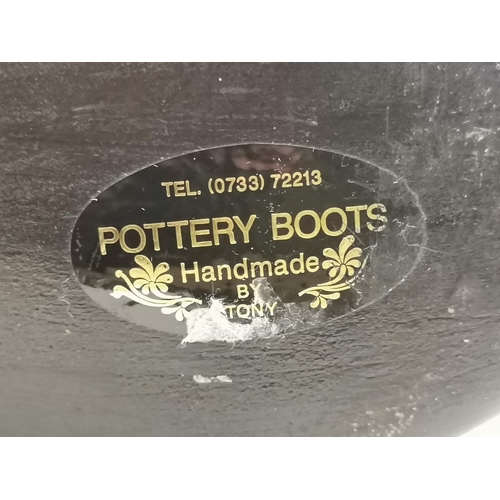 TEL. (0733) 72213
POTTERY BOOTS
Handmade
BY
TONY